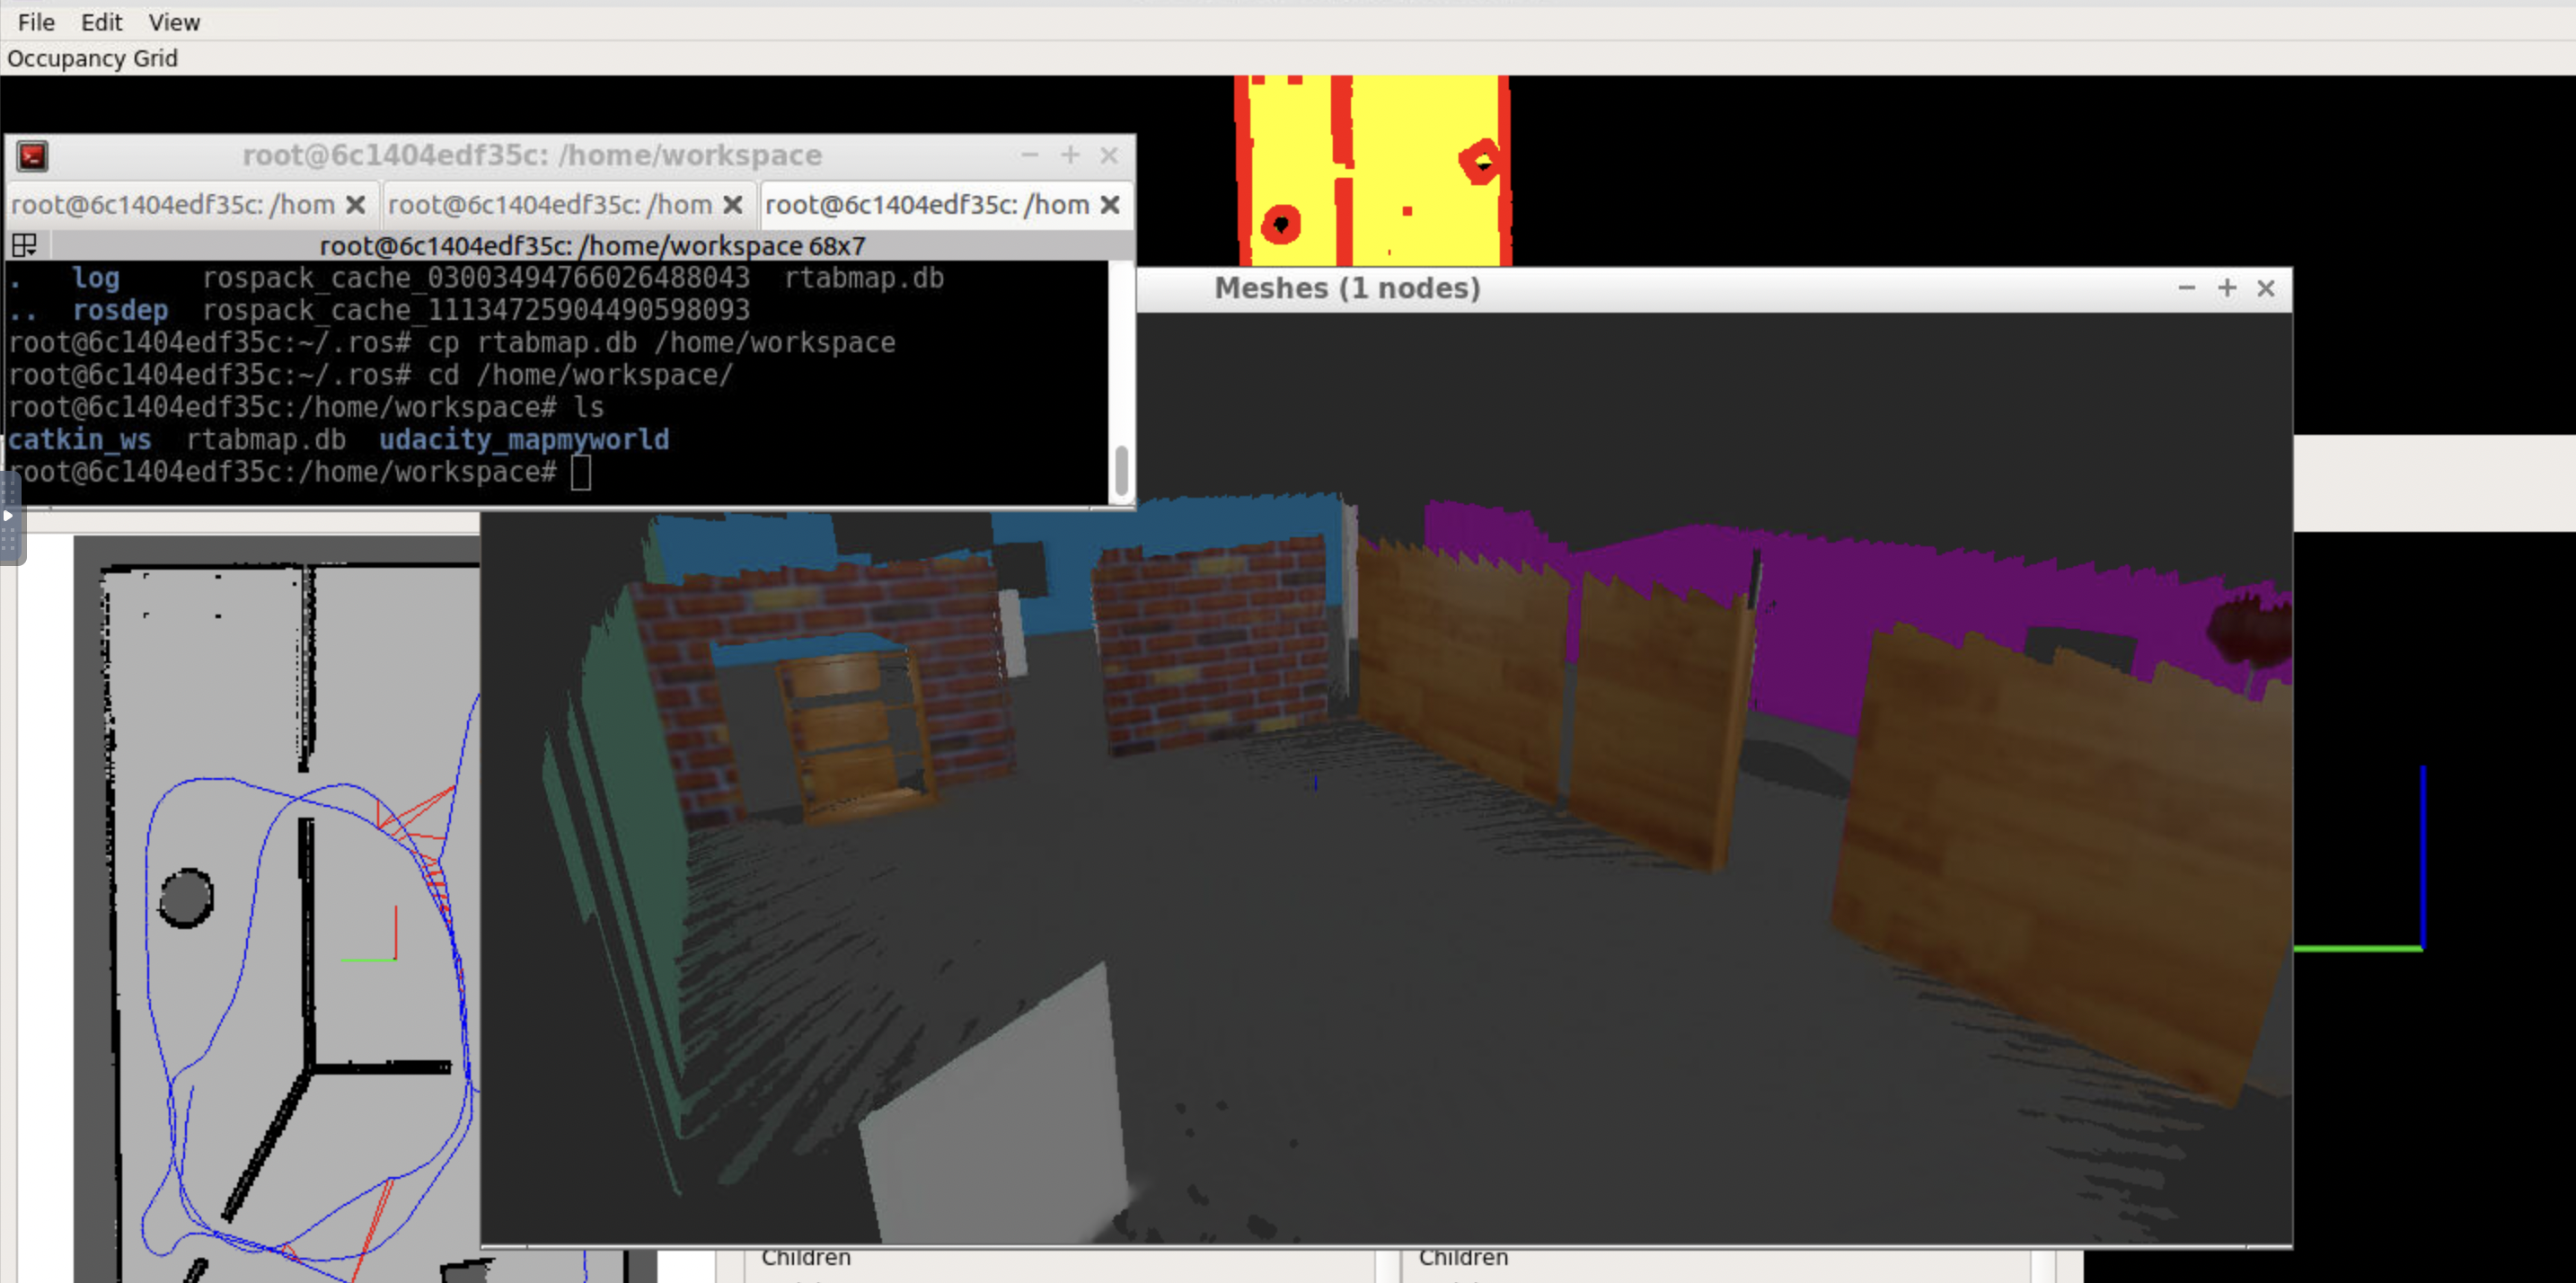 File Edit View
Occupancy Grid
root@6c1404edf35c: /home/workspace
root@6c1404edf35c: /hom root@6c1404edf35c: /hom root@6c1404edf35c: /hom
root@6c1404edf35c: /home/workspace 68x7
. log rospack_cache_03003494766026488043 rtabmap.db
.. rosdep rospack_cache_11134725904490598093
root@6c1404edf35c:~/.ros# cp rtabmap.db /home/workspace
root@6c1404edf35c:~/.ros# cd /home/workspace/
root@6c1404edf35c:/home/workspace# ls
catkin_ws rtabmap.db udacity_mapmyworld
root@6c1404edf35c:/home/workspace#
Meshes (1 nodes)
Children Children